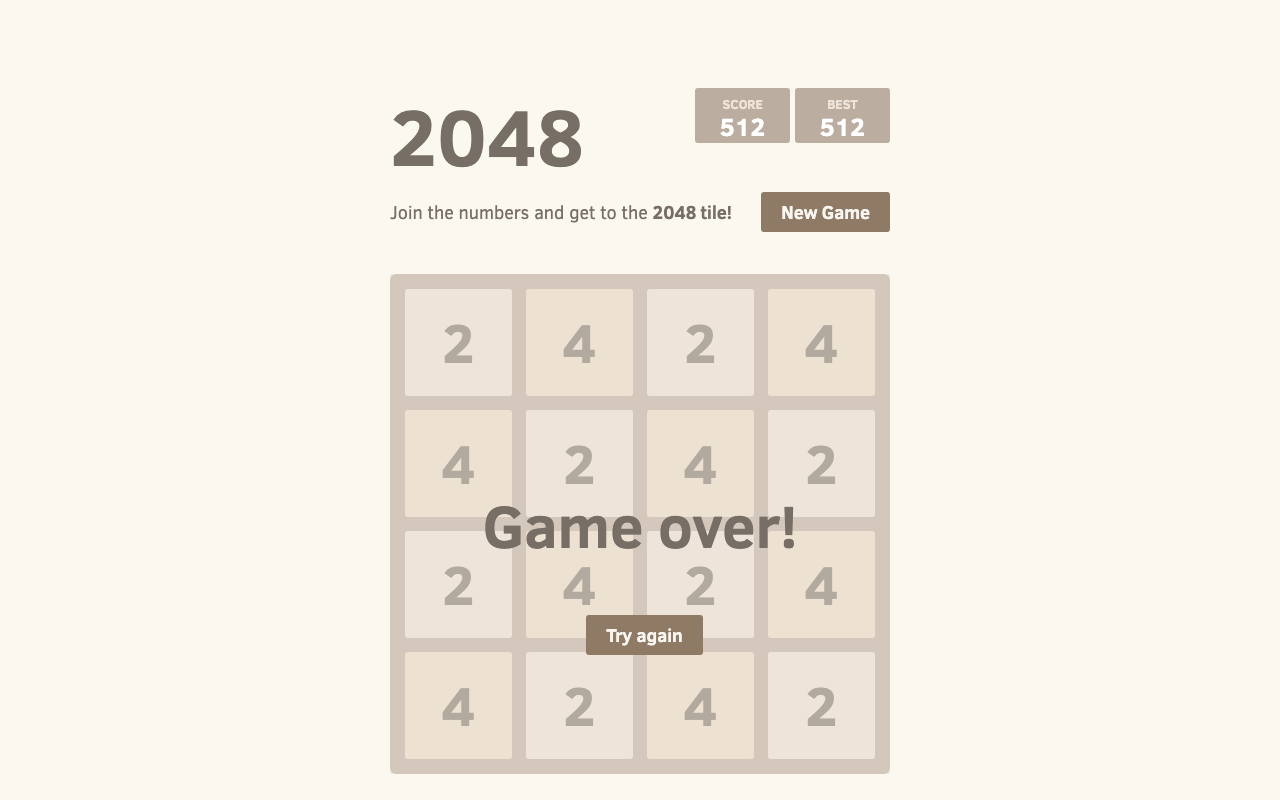 2048
SCORE
512
BEST
512
Join the numbers and get to the 2048 tile!
New Game
2 4 2 4
4 2 4 2
Game over!
2 4 2 4
Try again
4 2 4 2